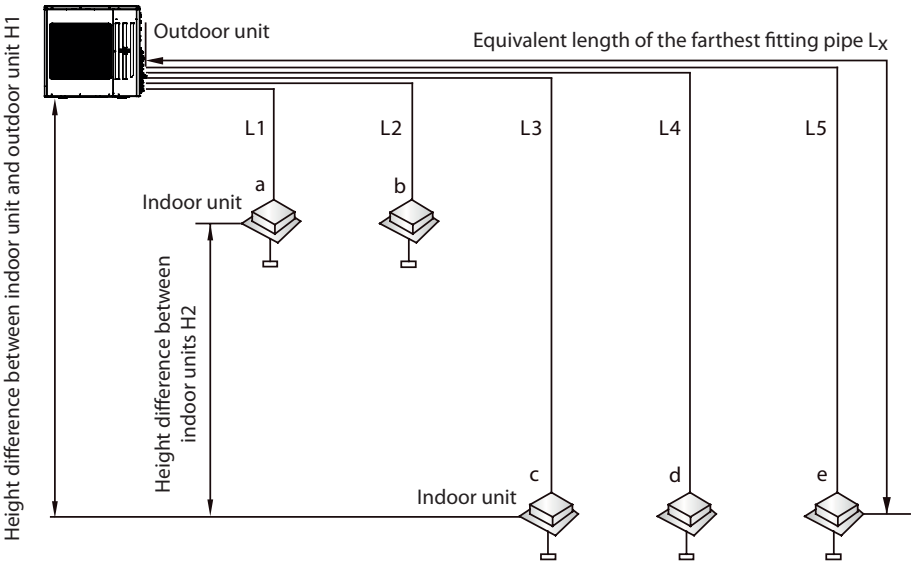 Outdoor unit
Equivalent length of the farthest fitting pipe Lx
Height difference between indoor unit and outdoor unit H1
L1
L2
L3
L4
L5
a
b
Indoor unit
Height difference between
indoor units H2
c
d
e
Indoor unit